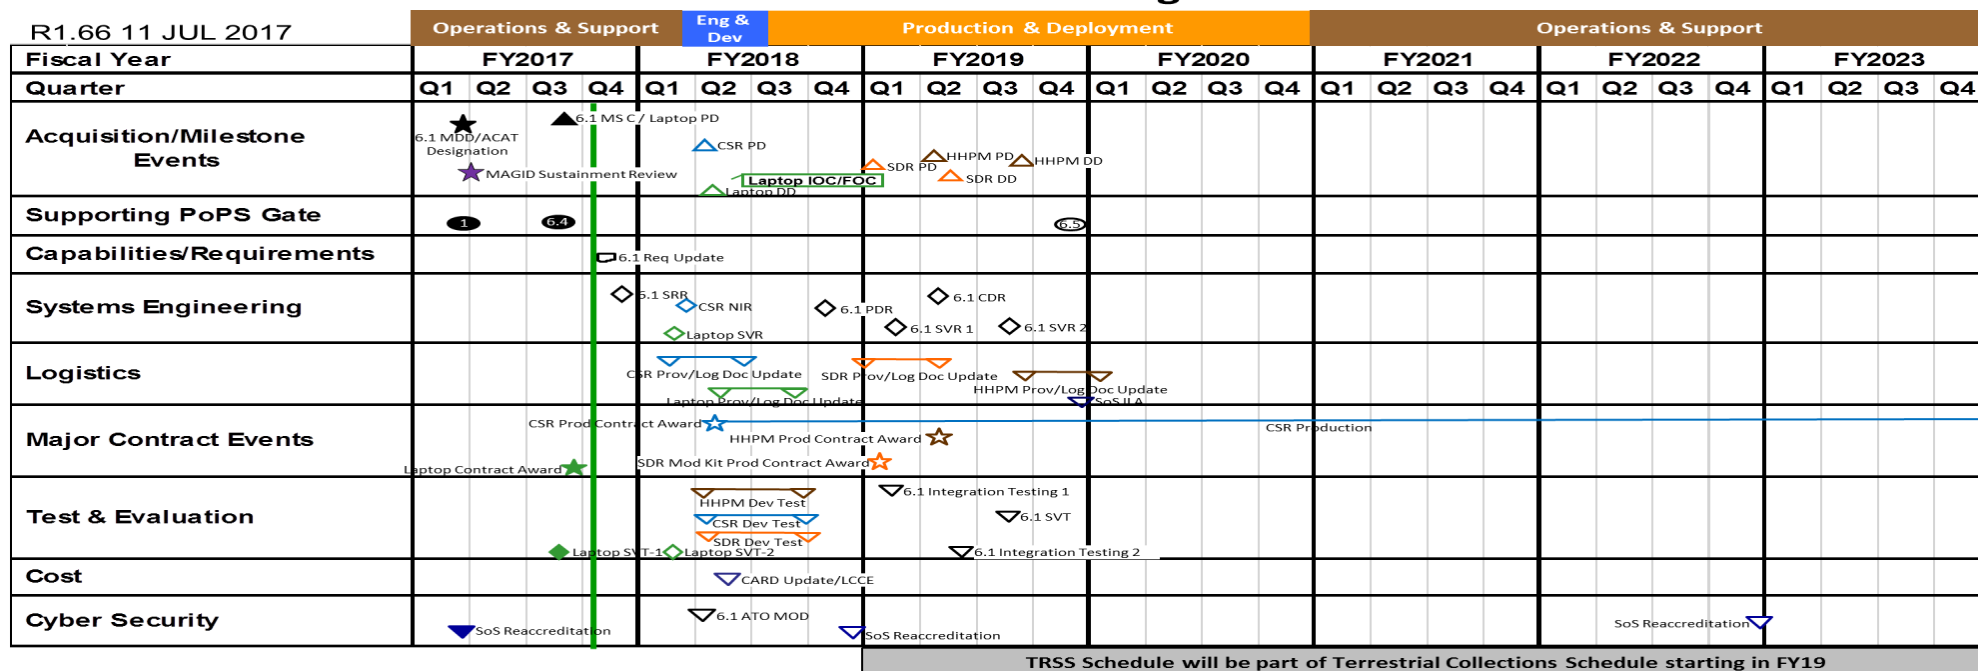 R1.66 11 JUL 2017
Operations & Support
Eng &
Dev
Production & Deployment
Operations & Support
Fiscal Year FY2017 FY2018 FY2019 FY2020 FY2021 FY2022 FY2023
Quarter Q1 Q2 Q3 Q4 Q1 Q2 Q3 Q4 Q1 Q2 Q3 Q4 Q1 Q2 Q3 Q4 Q1 Q2 Q3 Q4 Q1 Q2 Q3 Q4 Q1 Q2 Q3 Q4
Acquisition/Milestone
Events
6.1 MDD/ACAT
Designation
6.1 MS C / Laptop PD
MAGID Sustainment Review
CSR PD
Laptop IOC/FOC
Laptop DD
SDR PD
HHPM PD
SDR DD
HHPM DD
Supporting PoPS Gate
1
6.4
6.5
Capabilities/Requirements
6.1 Req Update
Systems Engineering
6.1 SRR
CSR NIR
Laptop SVR
6.1 PDR
6.1 CDR
6.1 SVR 1
6.1 SVR 2
Logistics
CSR Prov/Log Doc Update
SDR Prov/Log Doc Update
HHPM Prov/Log Doc Update
Laptop Prov/Log Doc Update
SoS ILA
Major Contract Events
CSR Prod Contract Award
CSR Production
HHPM Prod Contract Award
Laptop Contract Award
SDR Mod Kit Prod Contract Award
Test & Evaluation
HHPM Dev Test
CSR Dev Test
SDR Dev Test
Laptop SVT-1
Laptop SVT-2
6.1 Integration Testing 1
6.1 SVT
6.1 Integration Testing 2
Cost
CARD Update/LCCE
Cyber Security
SoS Reaccreditation
6.1 ATO MOD
SoS Reaccreditation
SoS Reaccreditation
TRSS Schedule will be part of Terrestrial Collections Schedule starting in FY19